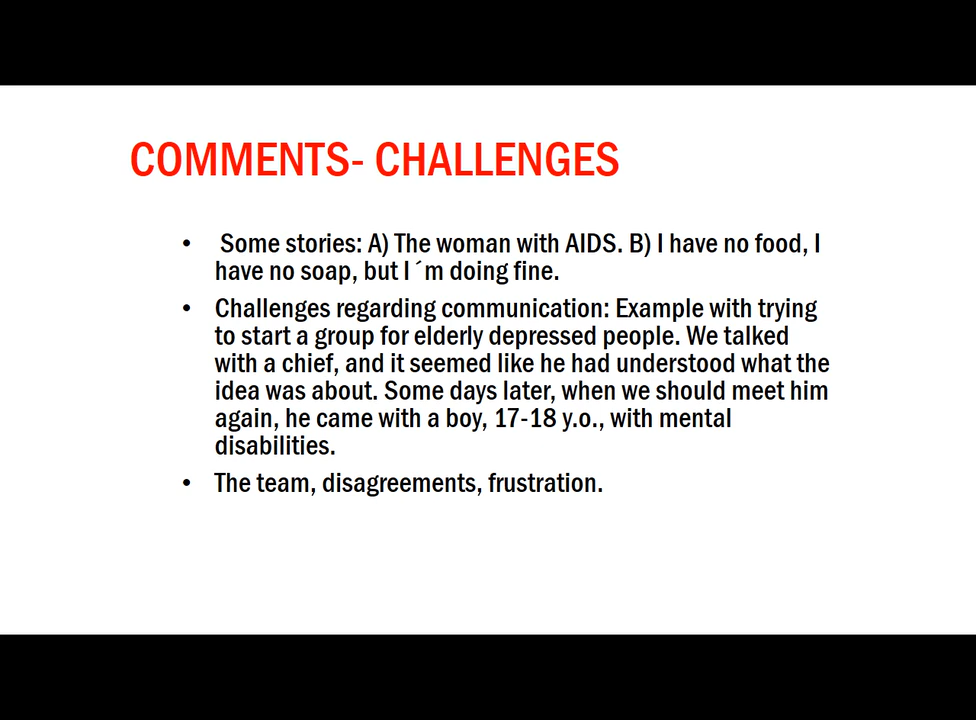 COMMENTS- CHALLENGES
• Some stories: A) The woman with AIDS. B) I have no food, I
have no soap, but I ´m doing fine.
• Challenges regarding communication: Example with trying
to start a group for elderly depressed people. We talked
with a chief, and it seemed like he had understood what the
idea was about. Some days later, when we should meet him
again, he came with a boy, 17-18 y.o., with mental
disabilities.
• The team, disagreements, frustration.